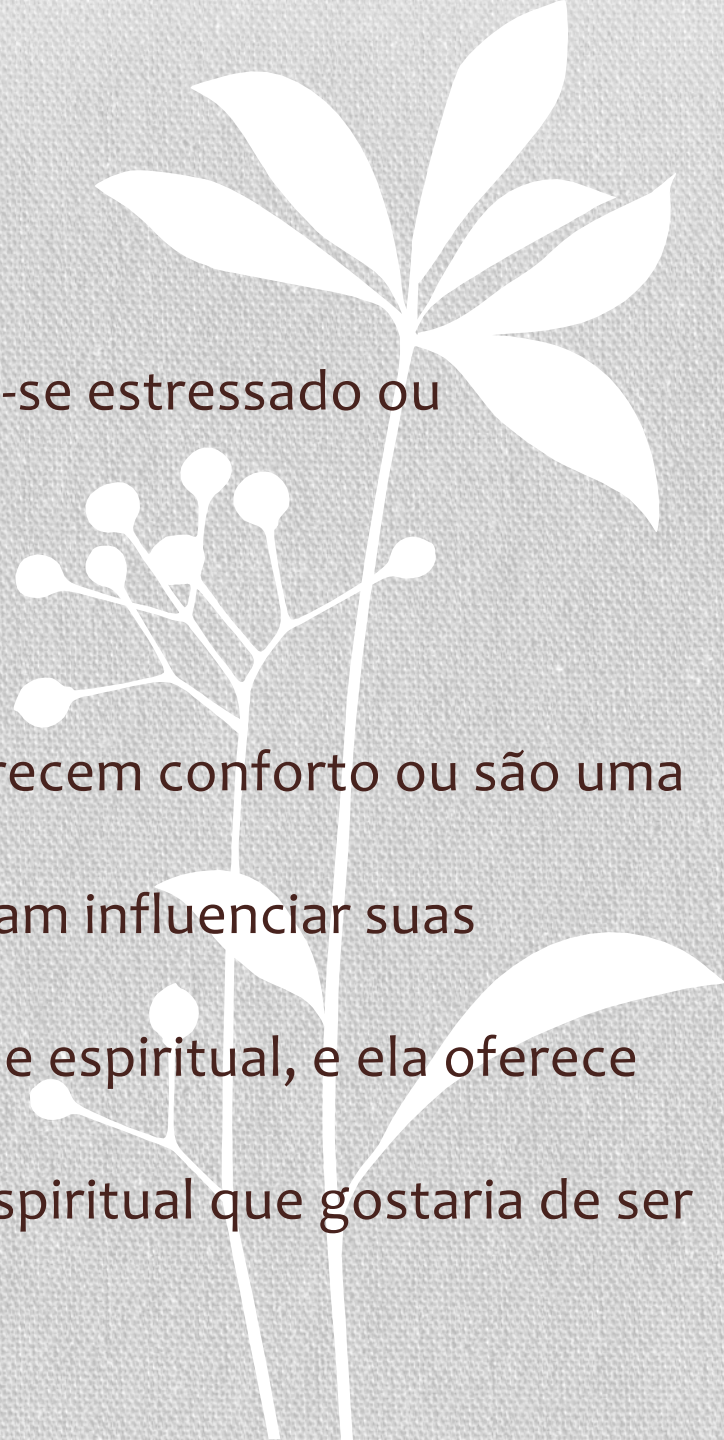 -se estressado ou
recem conforto ou são uma
am influenciar suas
e espiritual, e ela oferece
spiritual que gostaria de ser